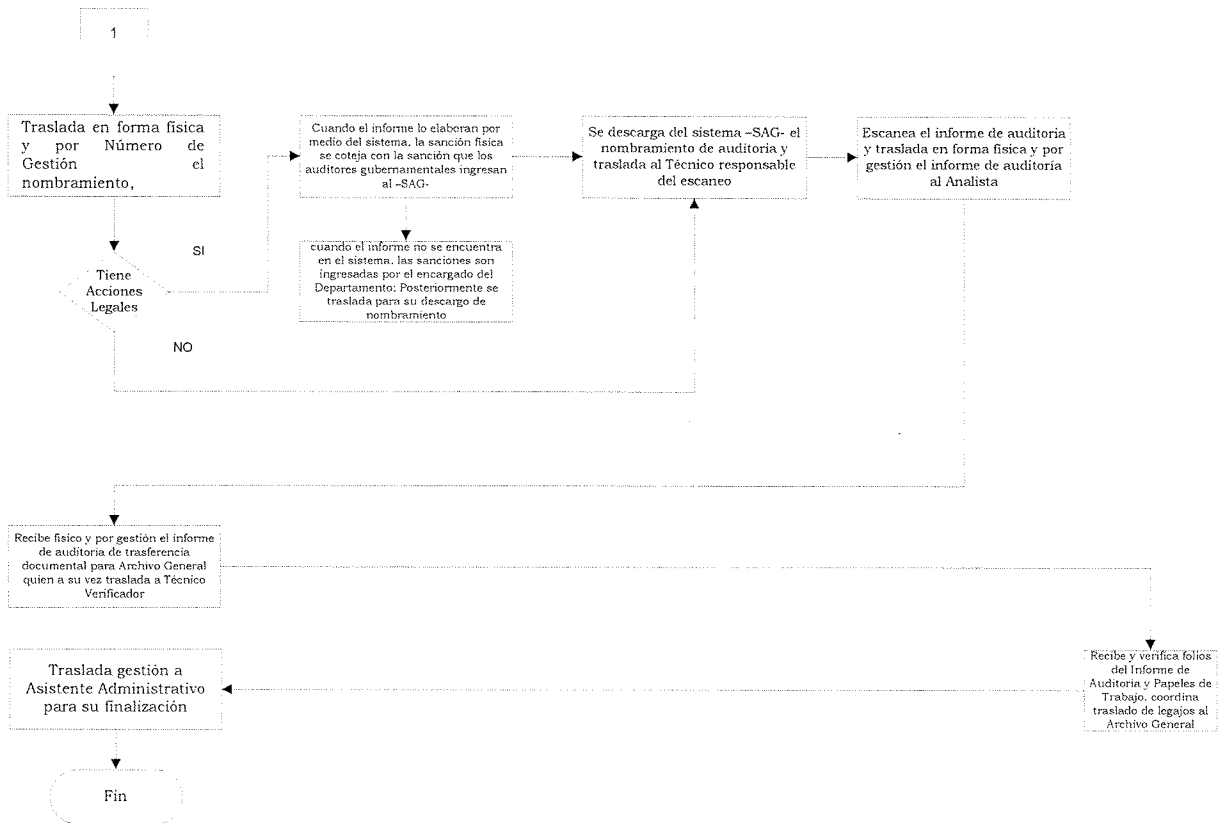 1
Traslada en forma física
y por Número de
Gestión el
nombramiento,
Tiene
Acciones
Legales
SI
NO
Cuando el informe lo elaboran por
medio del sistema, la sanción física
se coteja con la sanción que los
auditores gubernamentales ingresan
al –SAG-
cuando el informe no se encuentra
en el sistema, las sanciones son
ingresadas por el encargado del
Departamento; Posteriormente se
traslada para su descargo de
nombramiento
Se descarga del sistema –SAG- el
nombramiento de auditoria y
traslada al Técnico responsable
del escaneo
Escanea el informe de auditoria
y traslada en forma física y por
gestión el informe de auditoría
al Analista
Recibe físico y por gestión el informe
de auditoria de trasferencia
documental para Archivo General
quien a su vez traslada a Técnico
Verificador
Recibe y verifica folios
del Informe de
Auditoria y Papeles de
Trabajo, coordina
traslado de legajos al
Archivo General
Traslada gestión a
Asistente Administrativo
para su finalización
Fin